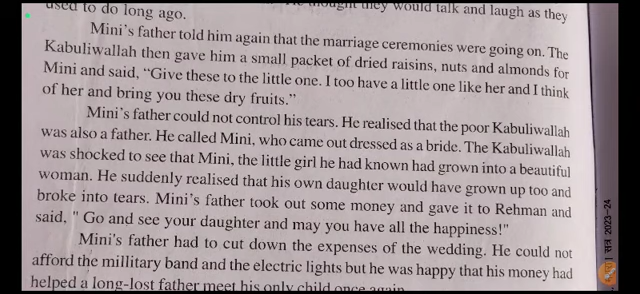 used to do long ago.
He thought they would talk and laugh as they
Mini's father told him again that the marriage ceremonies were going on. The
Kabuliwallah then gave him a small packet of dried raisins, nuts and almonds for
Mini and said, “Give these to the little one. I too have a little one like her and I think
of her and bring you these dry fruits.”
Mini's father could not control his tears. He realised that the poor Kabuliwallah
was also a father. He called Mini, who came out dressed as a bride. The Kabuliwallah
was shocked to see that Mini, the little girl he had known had grown into a beautiful
woman. He suddenly realised that his own daughter would have grown up too and
broke into tears. Mini's father took out some money and gave it to Rehman and
said, " Go and see your daughter and may you have all the happiness!"
Mini's father had to cut down the expenses of the wedding. He could not
afford the millitary band and the electric lights but he was happy that his money had
helped a long-lost father meet his only child once again.
2023-24